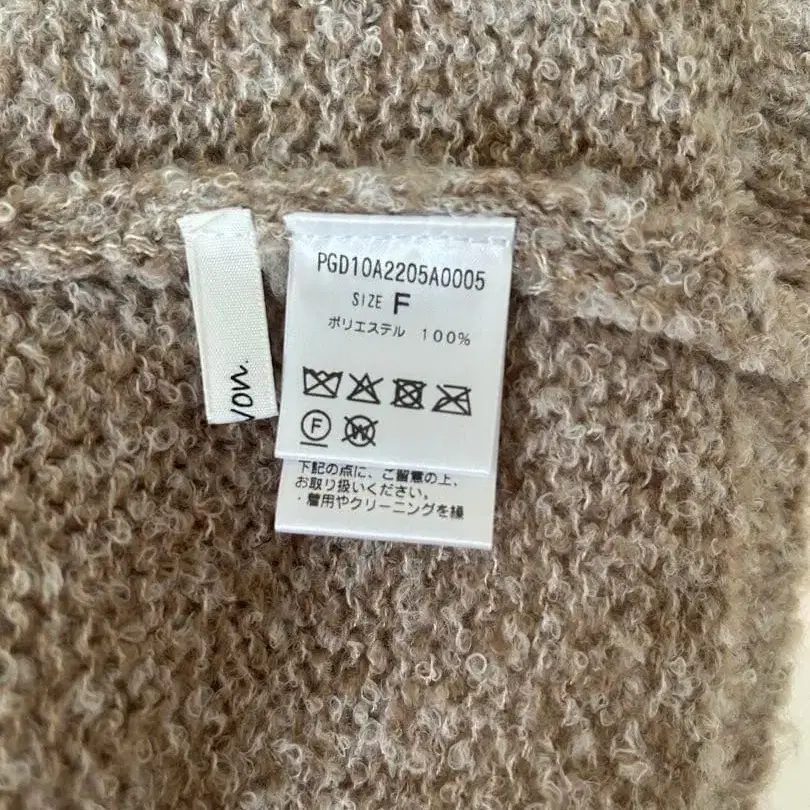 PGD10A2205A0005
SIZE F
ポリエステル 100%
F
W
下記の点に、ご留意の上、
お取り扱いください。
・着用やクリーニングを繰
von.